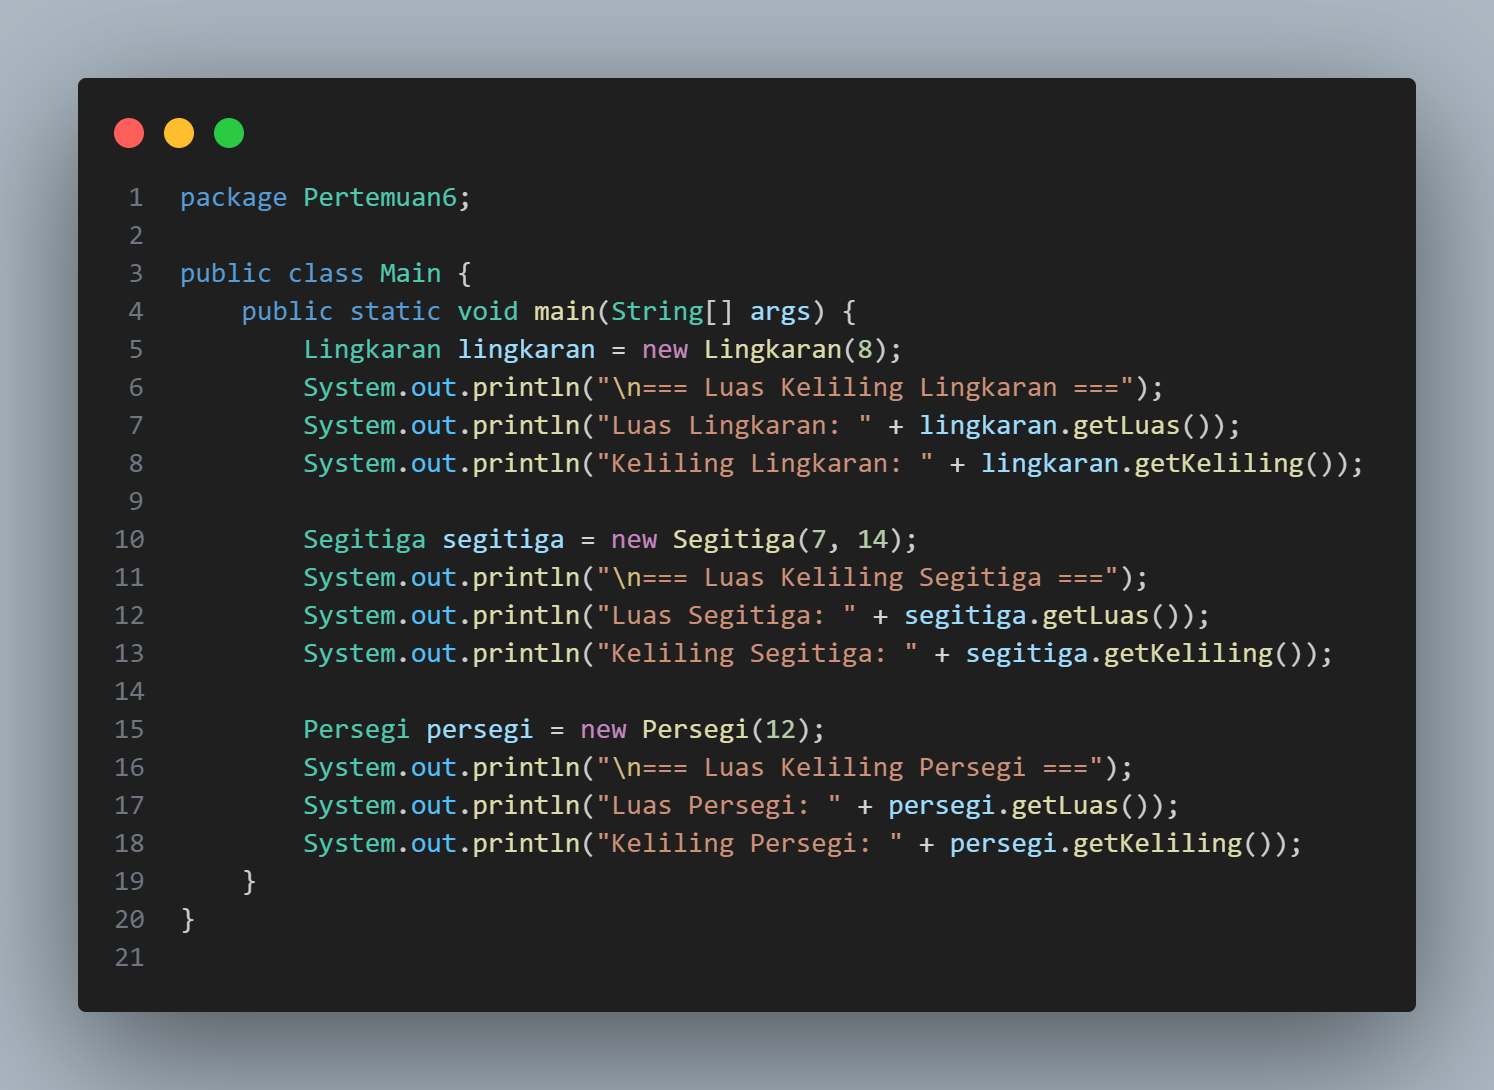 1 package Pertemuan6;
2
3 public class Main {
4     public static void main(String[] args) {
5         Lingkaran lingkaran = new Lingkaran(8);
6         System.out.println("\n=== Luas Keliling Lingkaran ===");
7         System.out.println("Luas Lingkaran: " + lingkaran.getLuas());
8         System.out.println("Keliling Lingkaran: " + lingkaran.getKeliling());
9
10         Segitiga segitiga = new Segitiga(7, 14);
11         System.out.println("\n=== Luas Keliling Segitiga ===");
12         System.out.println("Luas Segitiga: " + segitiga.getLuas());
13         System.out.println("Keliling Segitiga: " + segitiga.getKeliling());
14
15         Persegi persegi = new Persegi(12);
16         System.out.println("\n=== Luas Keliling Persegi ===");
17         System.out.println("Luas Persegi: " + persegi.getLuas());
18         System.out.println("Keliling Persegi: " + persegi.getKeliling());
19     }
20 }
21